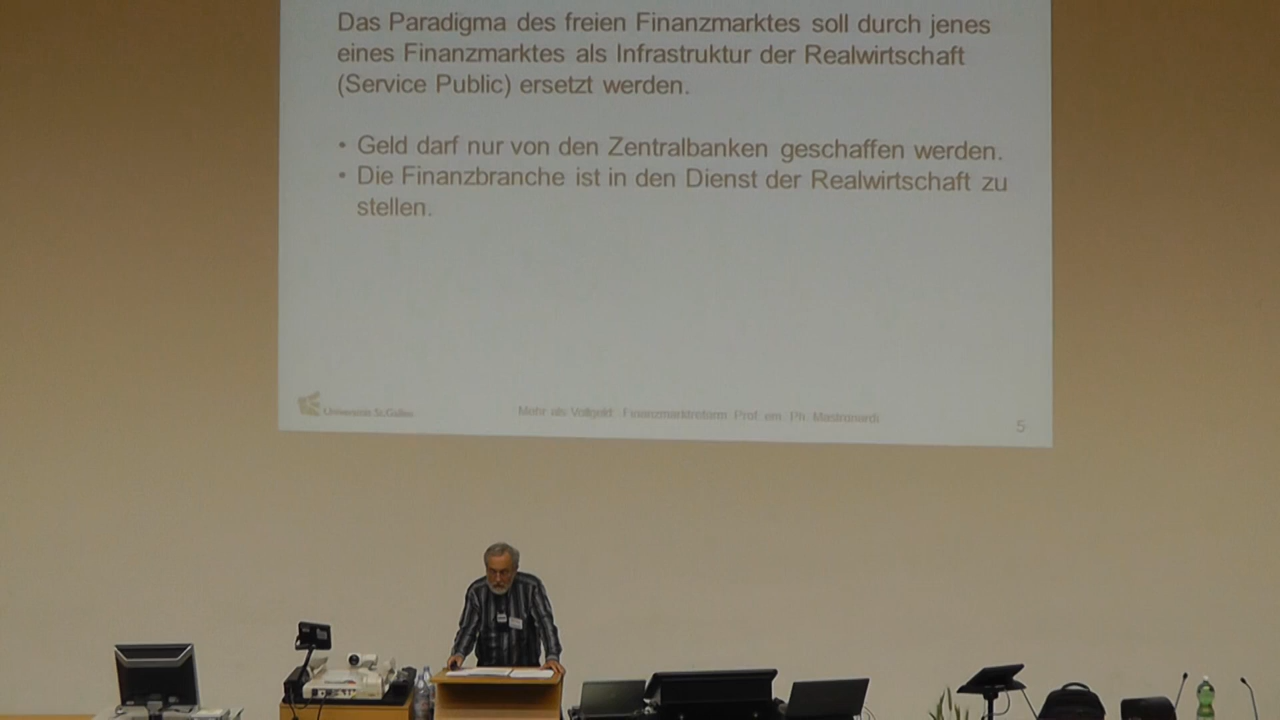 Das Paradigma des freien Finanzmarktes soll durch jenes
eines Finanzmarktes als Infrastruktur der Realwirtschaft
(Service Public) ersetzt werden.
• Geld darf nur von den Zentralbanken geschaffen werden.
• Die Finanzbranche ist in den Dienst der Realwirtschaft zu
stellen.
Universität St.Gallen
Mehr als Vollgeld: Finanzmarktreform Prof. em. Ph. Mastronardi
5